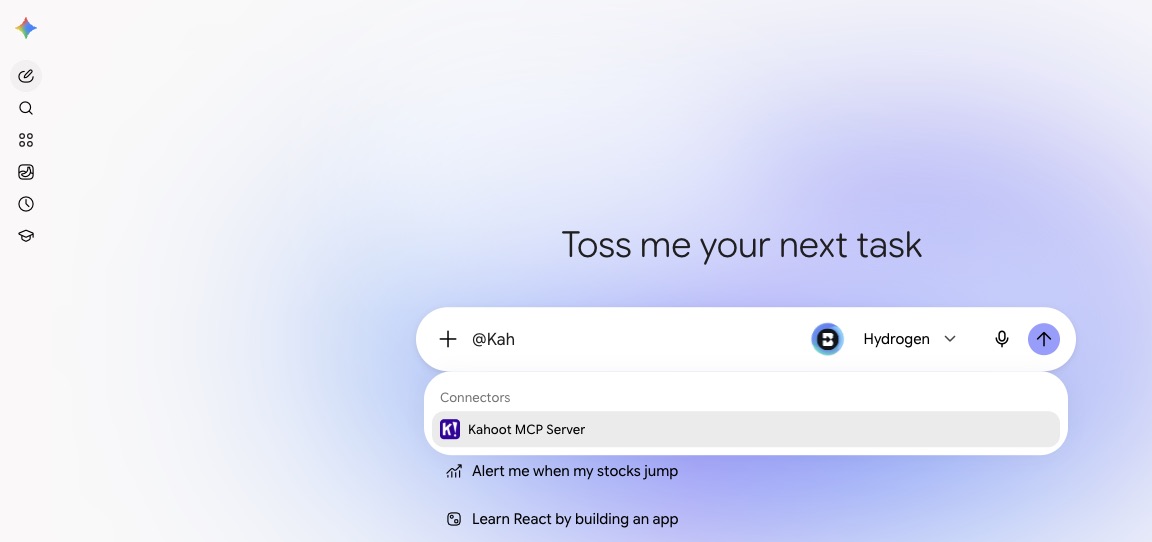 Toss me your next task
@Kah
Hydrogen
Connectors
K! Kahoot MCP Server
Alert me when my stocks jump
Learn React by building an app